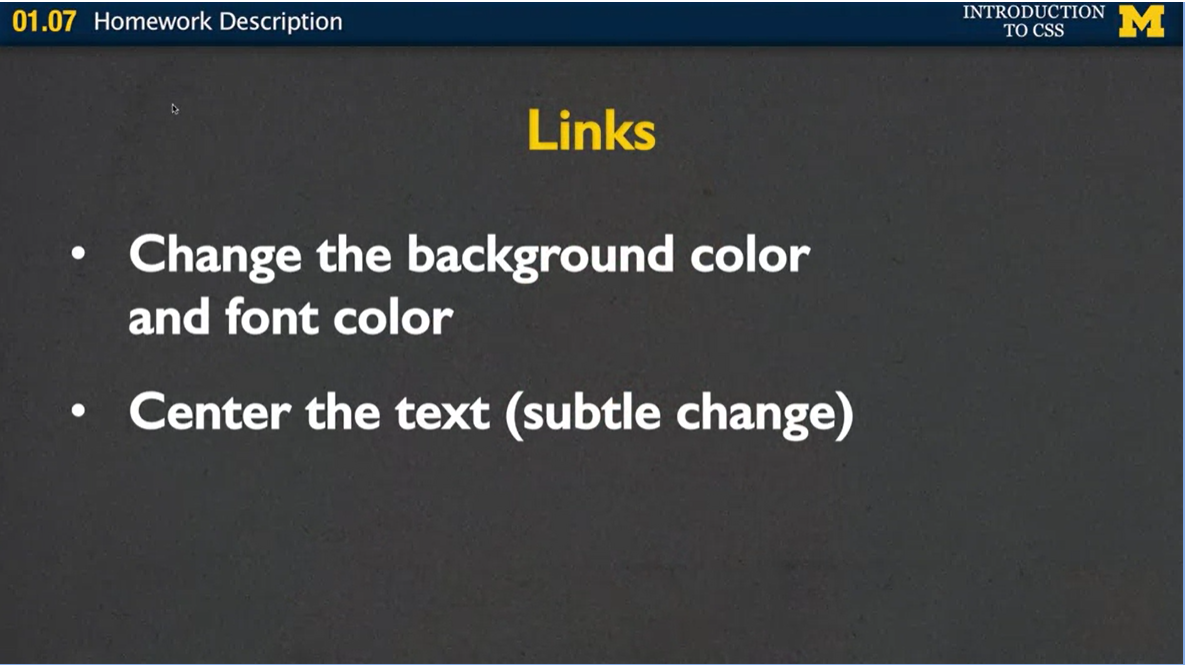 01.07 Homework Description
INTRODUCTION
TO CSS
M
Links
• Change the background color
and font color
• Center the text (subtle change)